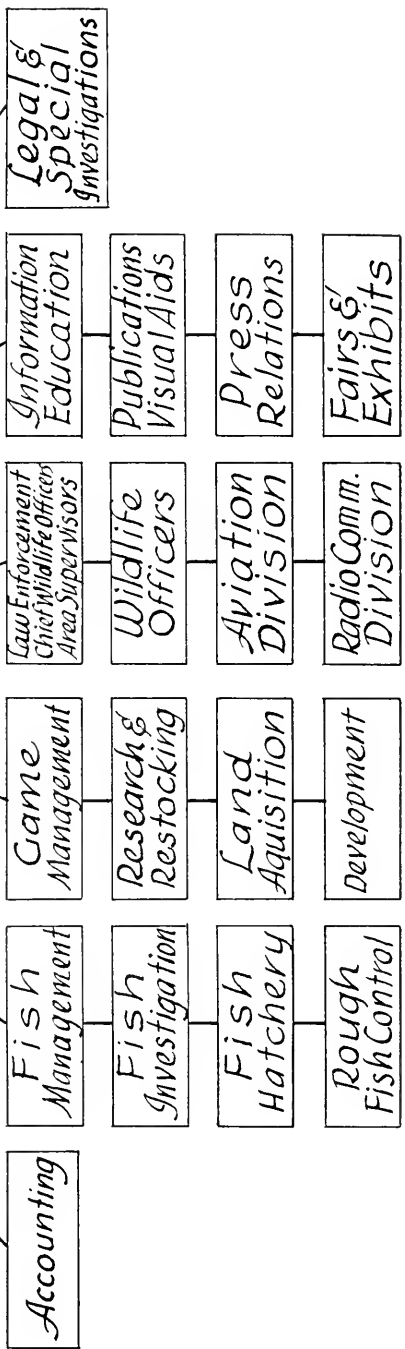 Accounting
Fish
Management
Fish
Investigation
Fish
Hatchery
Rough
Fish Control
Game
Management
Research &
Restocking
Land
Aquisition
Development
Law Enforcement
Chief Wildlife Officers
Area Supervisors
Wildlife
Officers
Aviation
Division
Radio Comm.
Division
Information
Education
Publications
Visual Aids
Press
Relations
Fairs &
Exhibits
Legal &
Special
Investigations